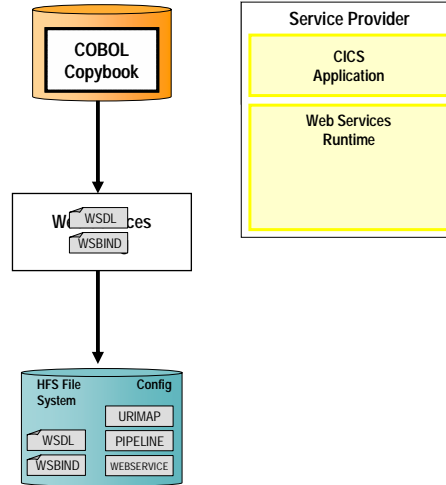 COBOL
Copybook
Service Provider
CICS
Application
Web Services
Runtime
WSDL
WSBIND
HFS File
System
Config
URIMAP
WSDL
PIPELINE
WSBIND
WEBSERVICE